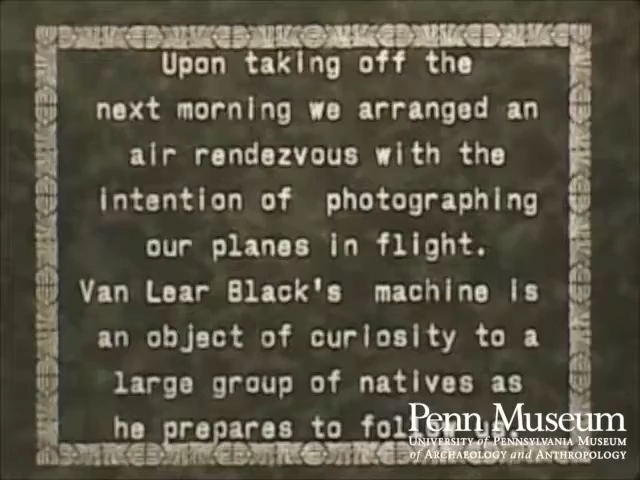 Upon taking off the
next morning we arranged an
air rendezvous with the
intention of photographing
our planes in flight.
Van Lear Black's machine is
an object of curiosity to a
large group of natives as
he prepares to follow us.
Penn Museum
University of Pennsylvania Museum
of Archaeology and Anthropology